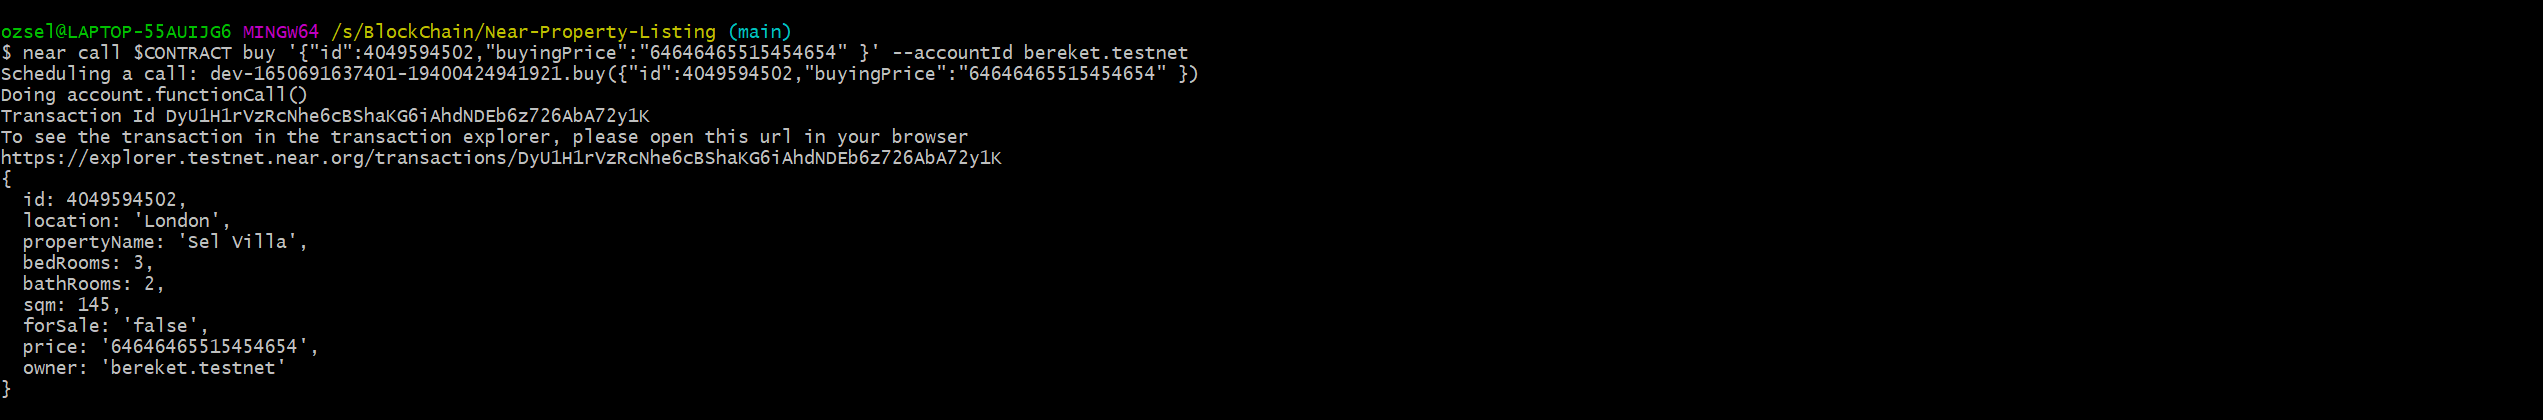 ozsel@LAPTOP-55AUIJG6 MINGW64 /s/BlockChain/Near-Property-Listing (main)
$ near call $CONTRACT buy '{"id":4049594502,"buyingPrice":"64646465515454654" }' --accountId bereket.testnet
Scheduling a call: dev-1650691637401-19400424941921.buy({"id":4049594502,"buyingPrice":"64646465515454654" })
Doing account.functionCall()
Transaction Id DyU1H1rVzRcNhe6cBShaKG6iAhdNDEb6z726AbA72y1K
To see the transaction in the transaction explorer, please open this url in your browser
https://explorer.testnet.near.org/transactions/DyU1H1rVzRcNhe6cBShaKG6iAhdNDEb6z726AbA72y1K
{
  id: 4049594502,
  location: 'London',
  propertyName: 'Sel Villa',
  bedRooms: 3,
  bathRooms: 2,
  sqm: 145,
  forSale: 'false',
  price: '64646465515454654',
  owner: 'bereket.testnet'
}